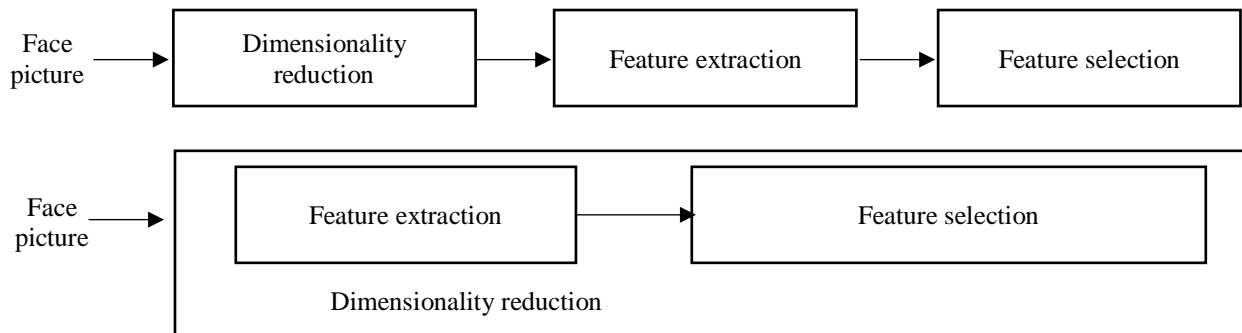 Face
picture
Dimensionality
reduction
Feature extraction
Feature selection
Face
picture
Feature extraction
Feature selection
Dimensionality reduction